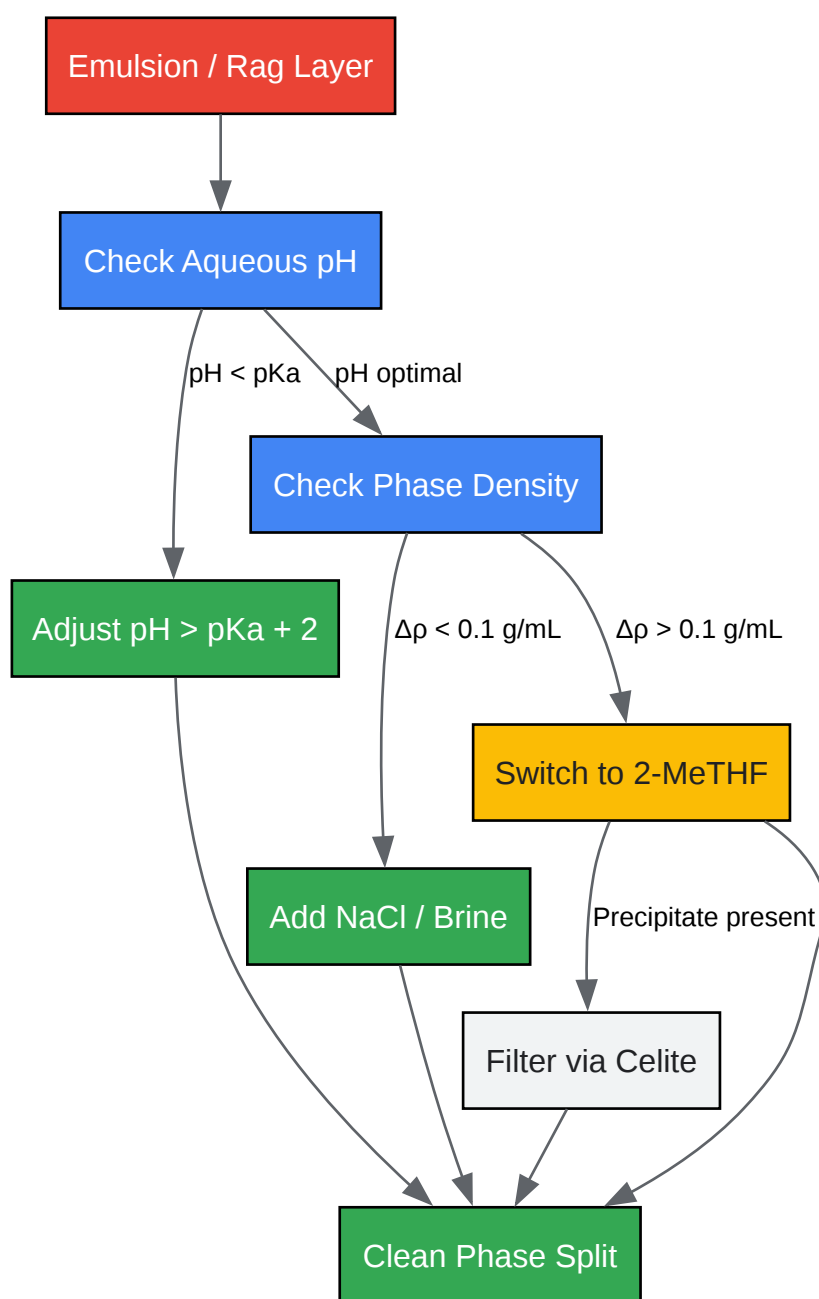 Emulsion / Rag Layer
Check Aqueous pH
pH < pKa
pH optimal
Check Phase Density
Adjust pH > pKa + 2
Δρ < 0.1 g/mL
Δρ > 0.1 g/mL
Switch to 2-MeTHF
Add NaCl / Brine
Precipitate present
Filter via Celite
Clean Phase Split